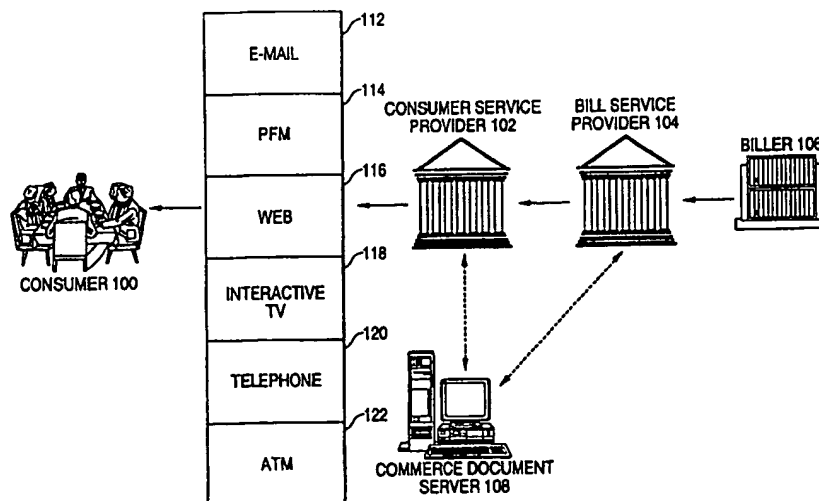 112
E-MAIL
114
PFM
116
WEB
118
INTERACTIVE
TV
120
TELEPHONE
122
ATM
CONSUMER 100
CONSUMER SERVICE
PROVIDER 102
BILL SERVICE
PROVIDER 104
BILLER 106
COMMERCE DOCUMENT
SERVER 108